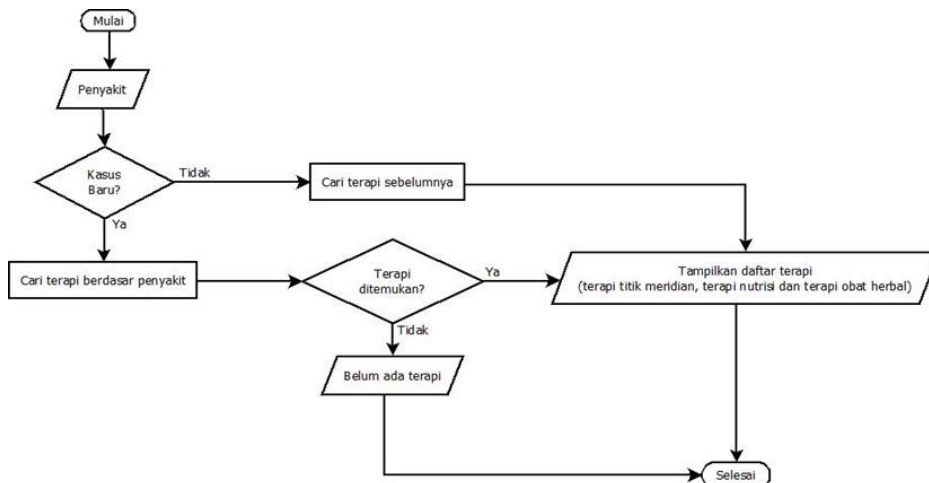 Mulai
Penyakit
Kasus
Baru?
Tidak
Cari terapi sebelumnya
Ya
Cari terapi berdasar penyakit
Terapi
ditemukan?
Ya
Tampilkan daftar terapi
(terapi titik meridian, terapi nutrisi dan terapi obat herbal)
Tidak
Belum ada terapi
Selesai